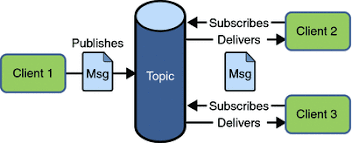 Publishes
Client 1
Msg
Topic
Subscribes
Delivers
Client 2
Msg
Subscribes
Delivers
Client 3